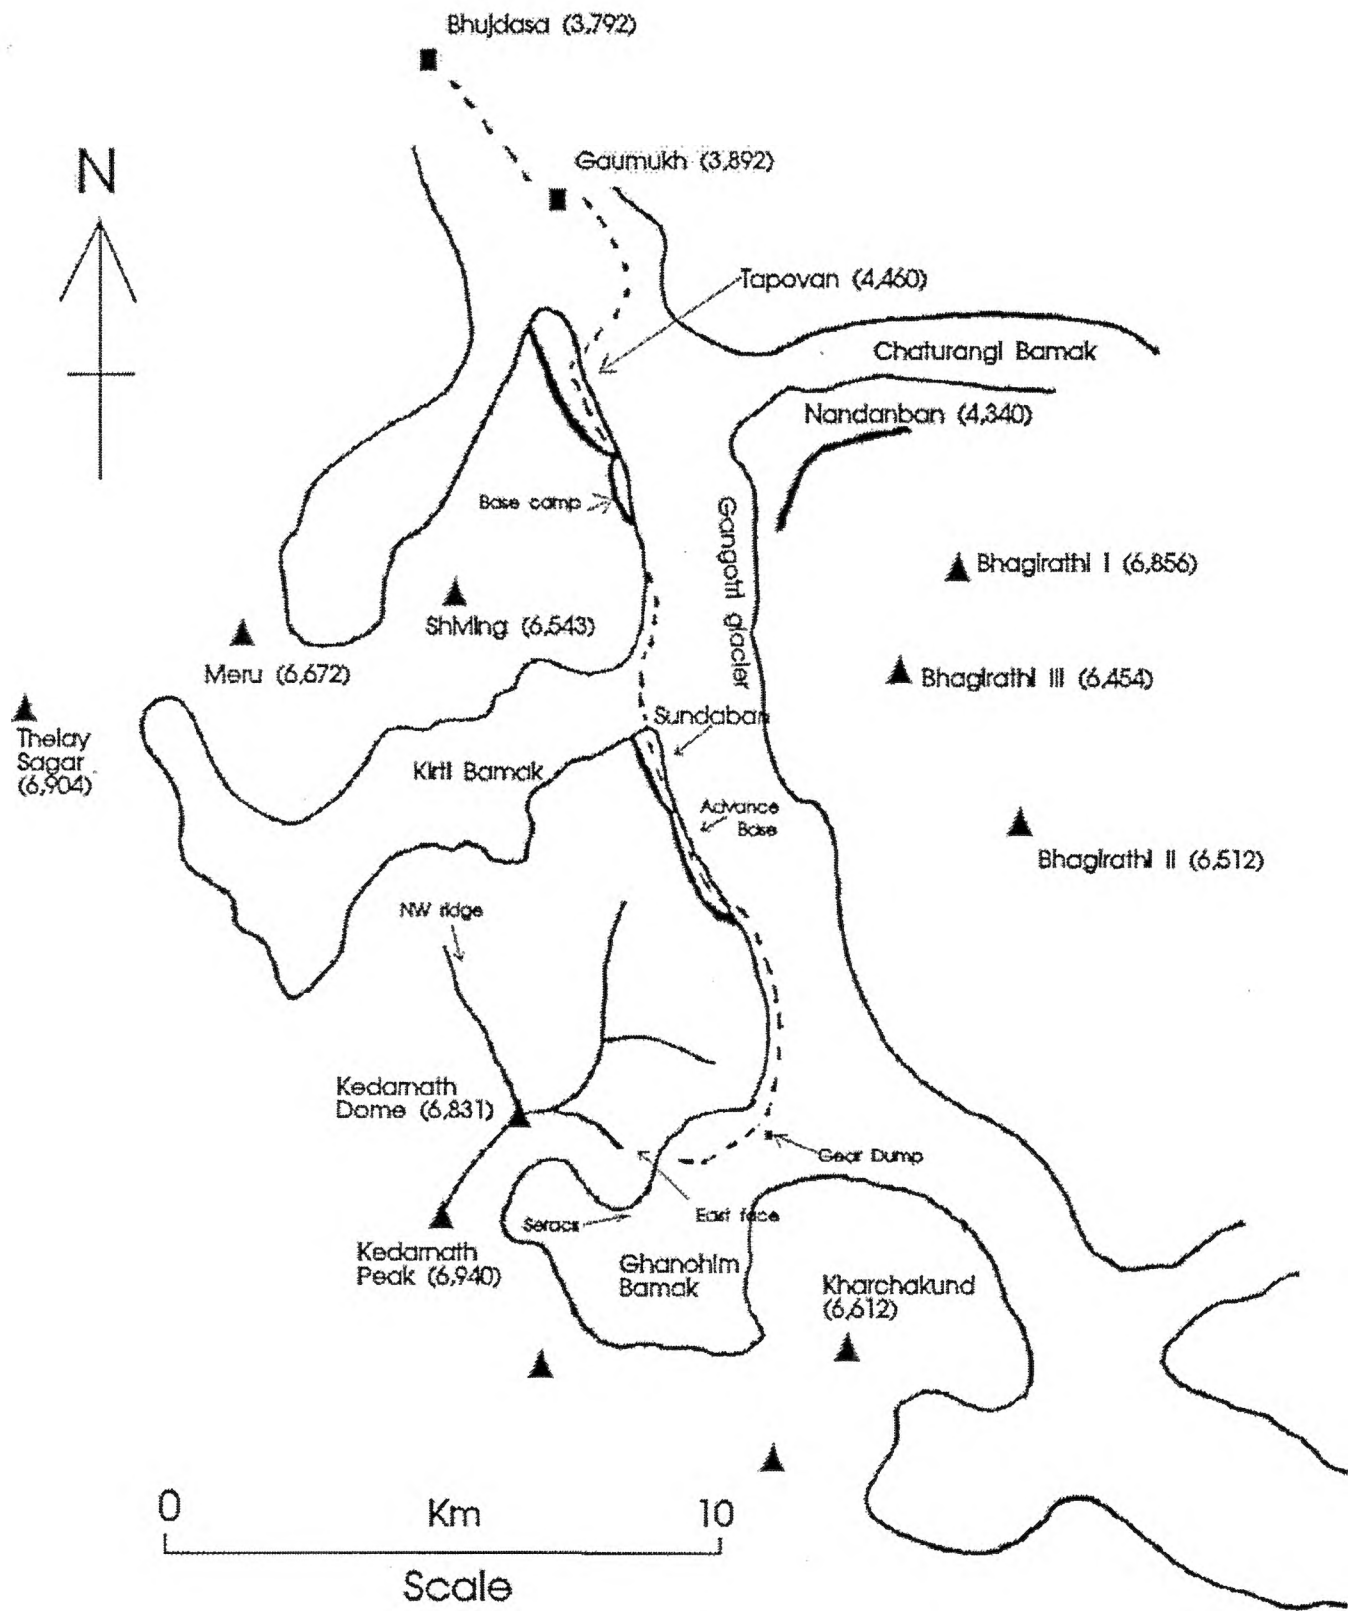 Bhujdasa (3,792)
N
Gaumukh (3,892)
Tapovan (4,460)
Chaturangi Bamak
Nandanban (4,340)
Base camp
Gangotri glacier
Bhagirathi I (6,856)
Shivling (6,543)
Meru (6,672)
Bhagirathi III (6,454)
Thelay
Sagar
(6,904)
Sundaban
Kirti Bamak
Advance
Base
Bhagirathi II (6,512)
NW ridge
Kedarnath
Dome (6,831)
Gear Dump
East face
Seracs
Kedarnath
Peak (6,940)
Ghanohim
Bamak
Kharchakund
(6,612)
0 Km 10
Scale